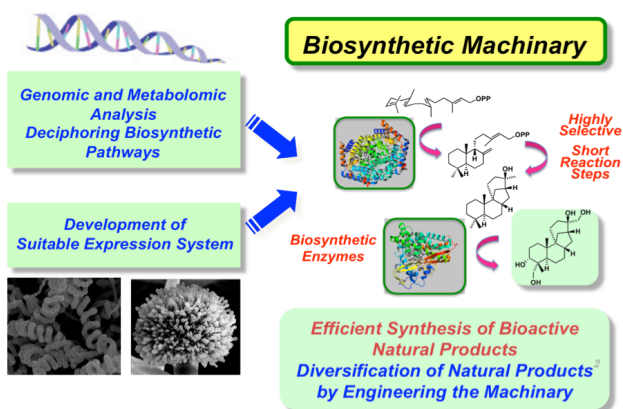 Biosynthetic Machinary
Genomic and Metabolomic
Analysis
Deciphoring Biosynthetic
Pathways
Development of
Suitable Expression System
OPP
Highly
Selective
Short
Reaction
Steps
OPP
H
OH
H
H
Biosynthetic
Enzymes
OH
OH
H
RO
H
OH
Efficient Synthesis of Bioactive
Natural Products
Diversification of Natural Products
by Engineering the Machinary
2